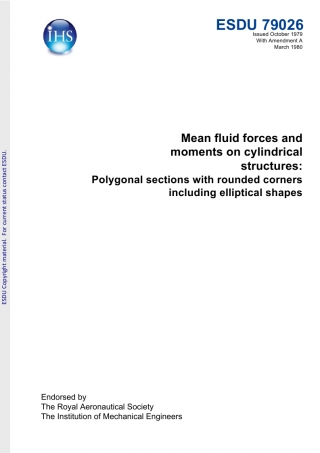 IHS
ESDU 79026
Issued October 1979
With Amendment A
March 1980
ESDU Copyright material. For current status contact ESDU.
Mean fluid forces and
moments on cylindrical
structures:
Polygonal sections with rounded corners
including elliptical shapes
Endorsed by
The Royal Aeronautical Society
The Institution of Mechanical Engineers